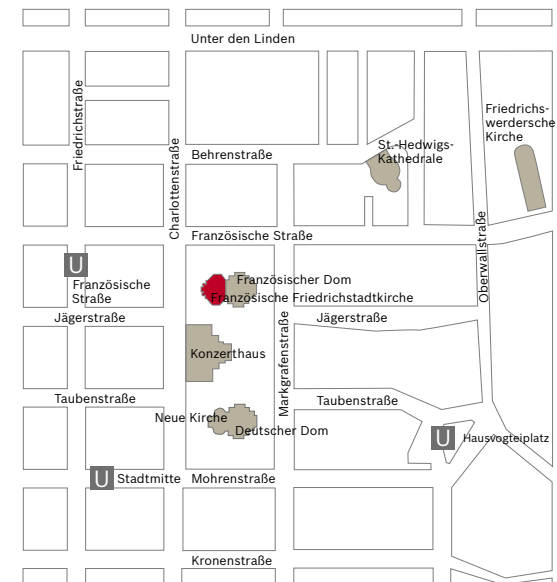 Unter den Linden
Friedrichstraße
Charlottenstraße
Behrenstraße
St.-Hedwigs-
Kathedrale
Friedrichs-
werdersche
Kirche
Oberwallstraße
Französische Straße
U
Französische
Straße
Französischer Dom
Französische Friedrichstadtkirche
Jägerstraße
Jägerstraße
Markgrafenstraße
Konzerthaus
Taubenstraße
Taubenstraße
Neue Kirche
Deutscher Dom
U
Hausvogteiplatz
U
Stadtmitte
Mohrenstraße
Kronenstraße